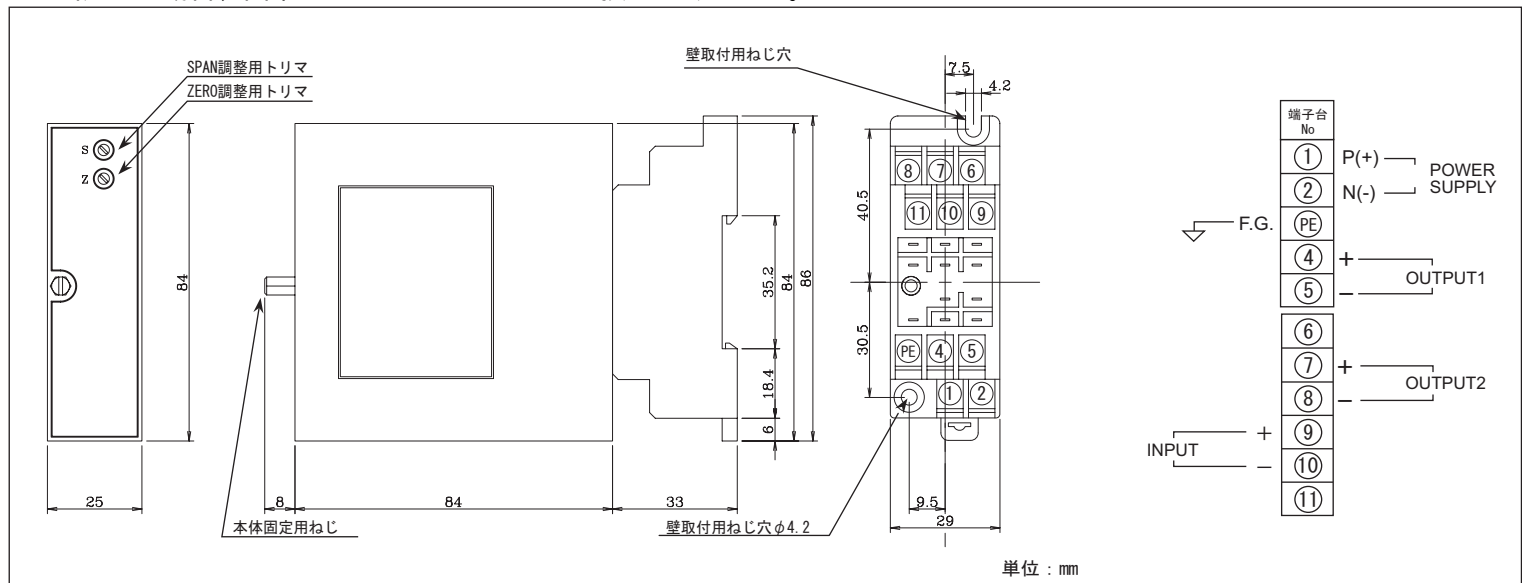 SPAN調整用トリマ
ZERO調整用トリマ
S
Z
84
25
8
84
33
本体固定用ねじ
35.2
84
86
18.4
6
壁取付用ねじ穴
7.5
4.2
40.5
30.5
⑧ ⑦ ⑥
⑪ ⑩ ⑨
PE ④ ⑤
① ②
9.5
29
壁取付用ねじ穴φ4.2
単位:mm
端子台
No
① P(+)
② N(-)
POWER
SUPPLY
F.G. PE
④ +
⑤ −
OUTPUT1
⑥
⑦ +
⑧ −
OUTPUT2
INPUT
+ ⑨
− ⑩
⑪